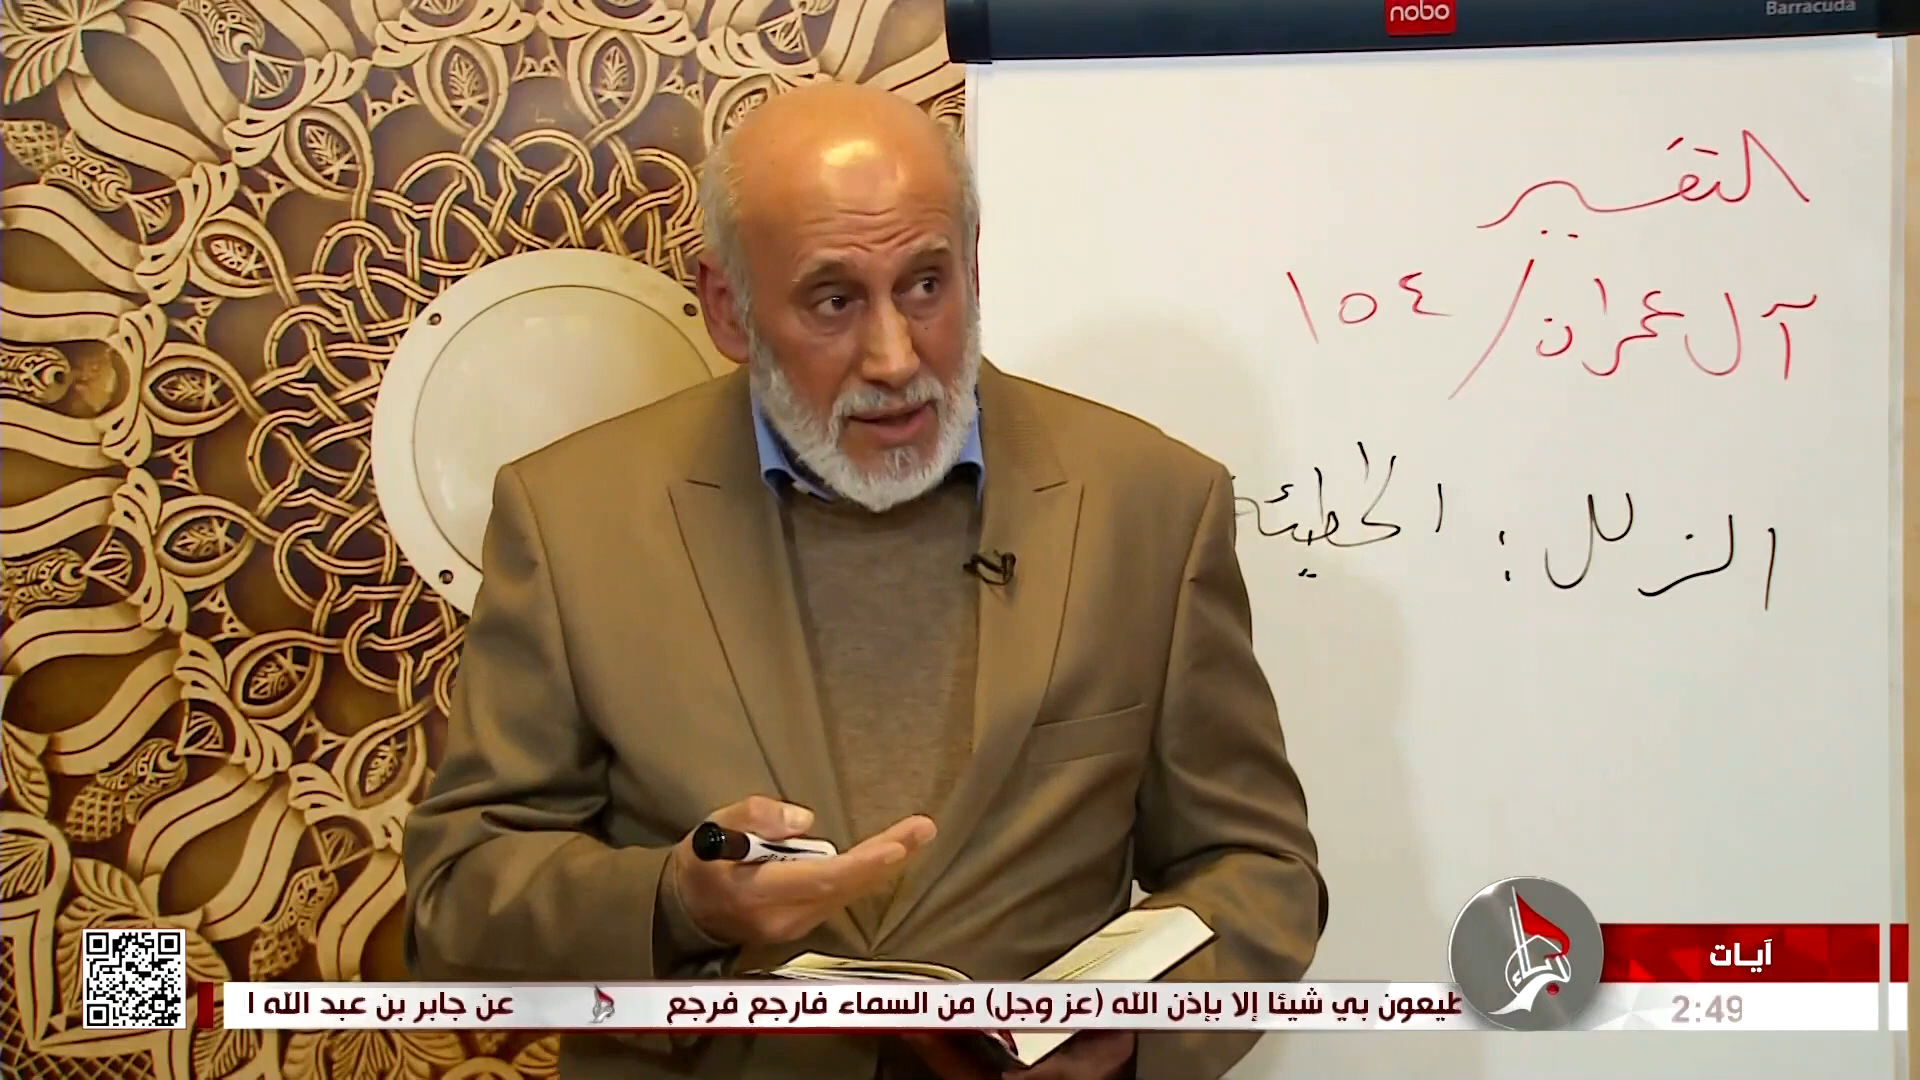 nobo
Barracuda
التفسير
آل عمران / ١٥٤
الزلل : الخطيئة
آيات
2:49
طيعون بي شيئا إلا بإذن الله (عز وجل) من السماء فارجع فرجع
عن جابر بن عبد الله ا